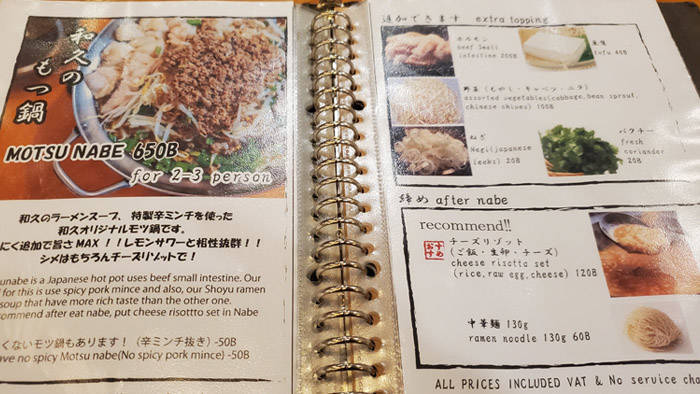 和久の
もつ鍋
MOTSU NABE 650B
for 2-3 person
和久のラーメンスープ、特製辛ミンチを使った
和久オリジナルモツ鍋です。
にく追加で旨さMAX!!レモンサワーと相性抜群!!
シメはもちろんチーズリゾットで!
unabe is a Japanese hot pot uses beef small intestine. Our
for this is use spicy pork mince and also, our Shoyu ramen
soup that have more rich taste than the other one.
commend after eat nabe, put cheese risottto set in Nabe
くないモツ鍋もあります!(辛ミンチ抜き) -50B
ave no spicy Motsu nabe(No spicy pork mince) -50B
追加できます extra topping
ホルモン
beef Small
intestine 200B
tofu 40B
野菜(もやし・キャベツ・ニラ)
assorted vegetables(cabbage,bean sprout,
chinese chives) 100B
ねぎ
Negi(japanese
leeks) 20B
パクチー
fresh
coriander
20B
締め after nabe
recommend!!
おすすめ
チーズリゾット
(ご飯・生卵・チーズ)
cheese risotto set
(rice,raw egg,cheese) 120B
中華麺 130g
ramen noodle 130g 60B
ALL PRICES INCLUDED VAT & No service cha